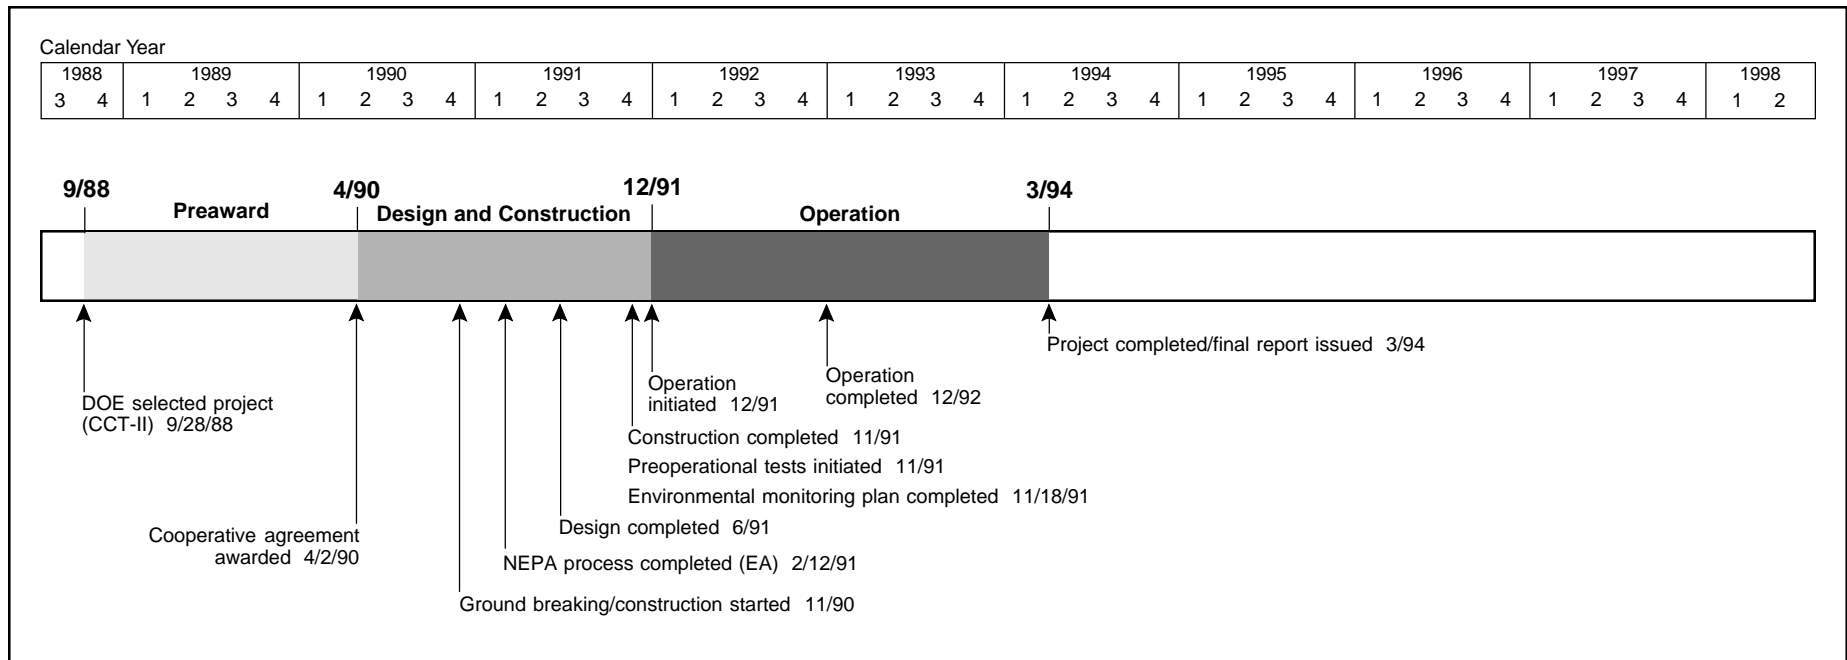 Calendar Year
1988 1989 1990 1991 1992 1993 1994 1995 1996 1997 1998
3 4 1 2 3 4 1 2 3 4 1 2 3 4 1 2 3 4 1 2 3 4 1 2 3 4 1 2 3 4 1 2 3 4 1 2 3 4 1 2
9/88 4/90 12/91 3/94
Preaward Design and Construction Operation
Project completed/final report issued 3/94
Operation
completed 12/92
Operation
initiated 12/91
DOE selected project
(CCT-II) 9/28/88
Construction completed 11/91
Preoperational tests initiated 11/91
Environmental monitoring plan completed 11/18/91
Design completed 6/91
Cooperative agreement
awarded 4/2/90
NEPA process completed (EA) 2/12/91
Ground breaking/construction started 11/90